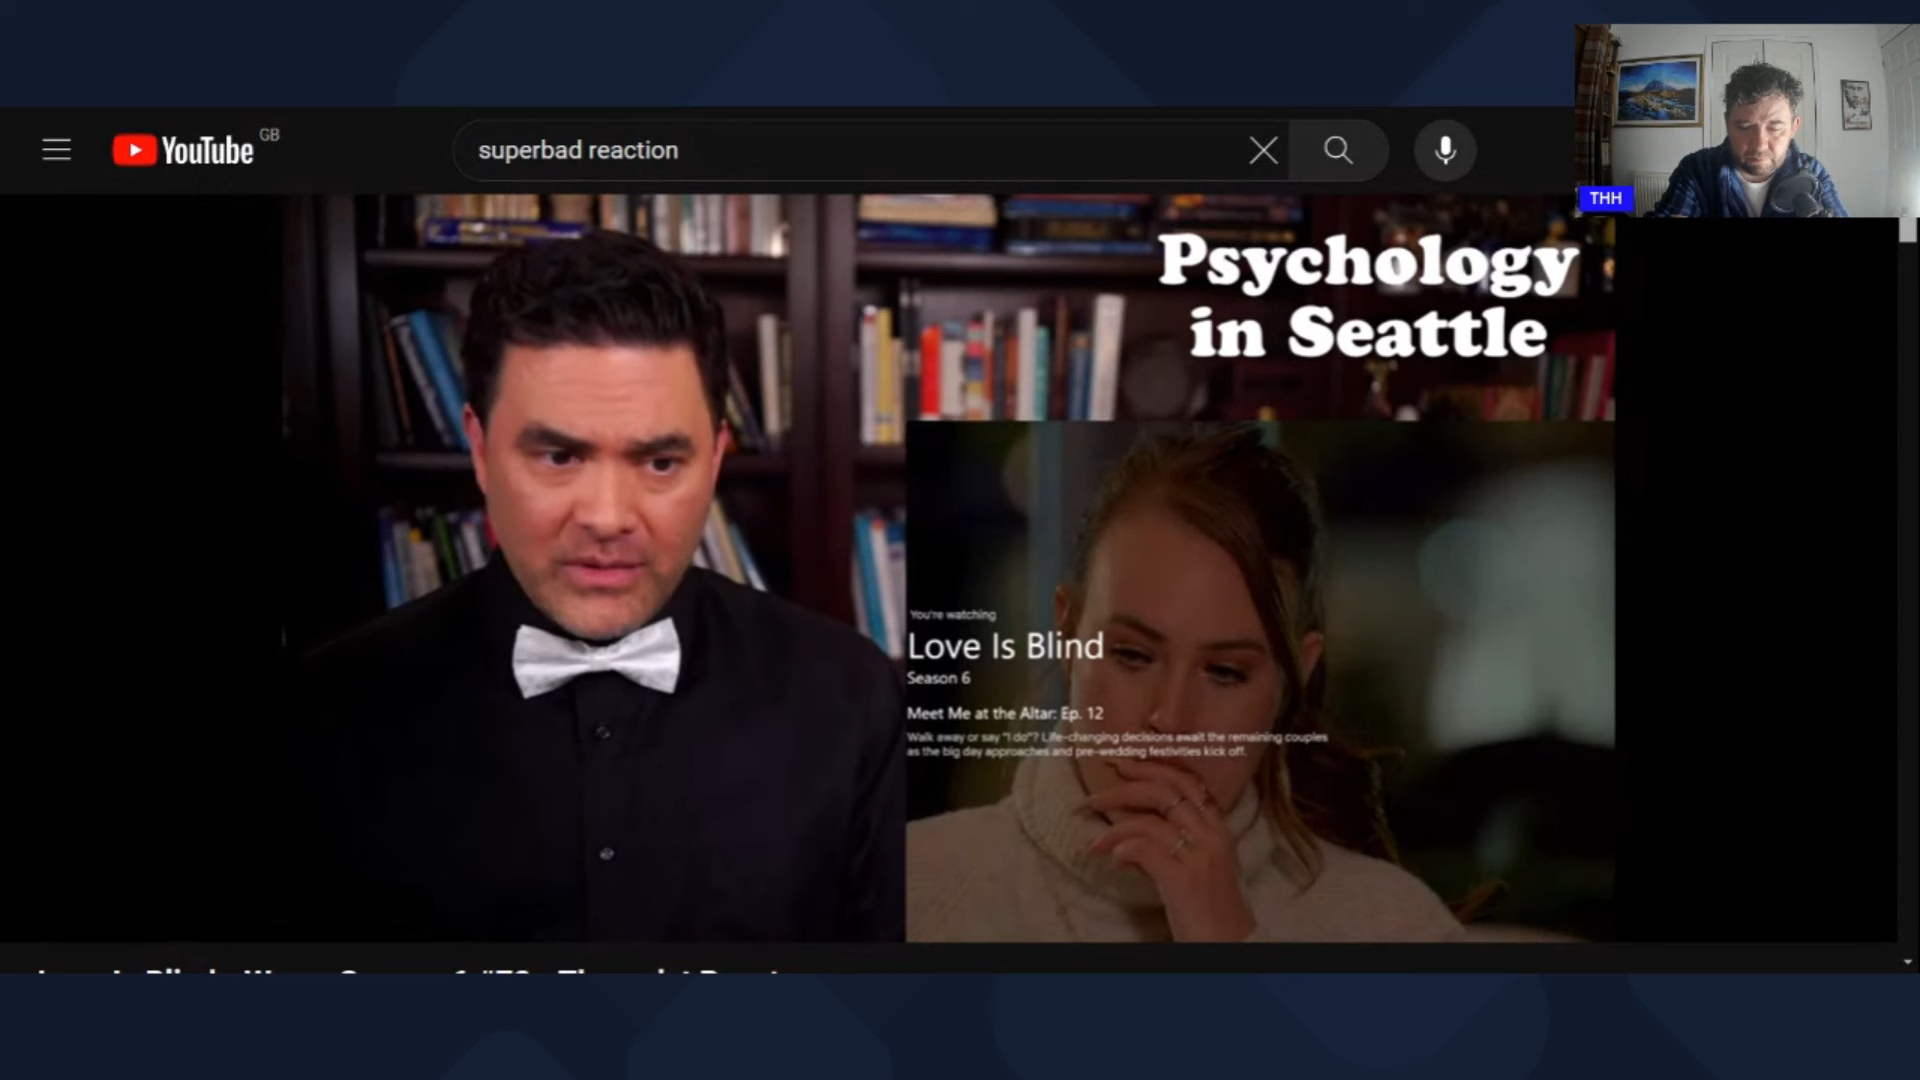 YouTube GB
superbad reaction
THH
Psychology
in Seattle
You're watching
Love Is Blind
Season 6
Meet Me at the Altar: Ep. 12
Walk away or say "I do"? Life-changing decisions await the remaining couples
as the big day approaches and pre-wedding festivities kick off.